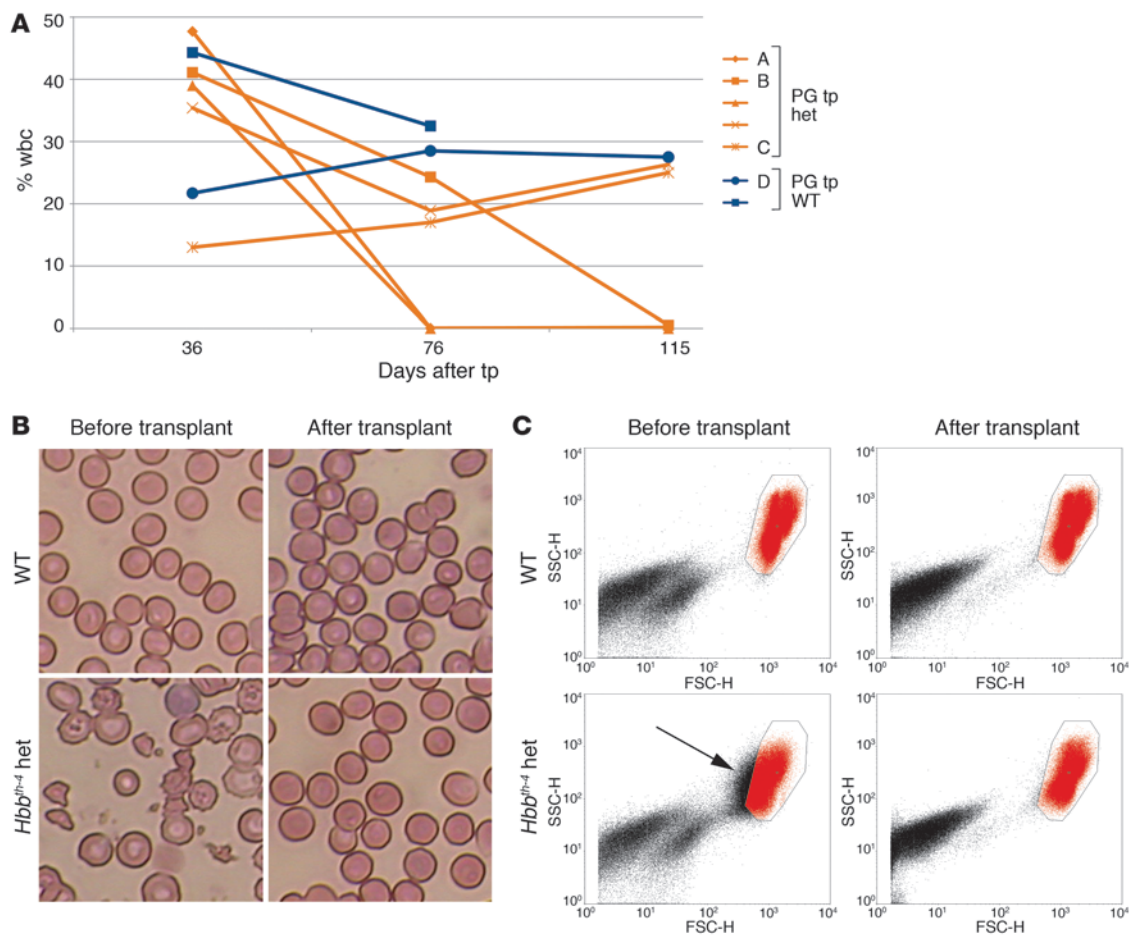 A
50
40
30
20
10
0
% wbc
36
76
115
Days after tp
A
B
C
PG tp
het
D
PG tp
WT
B
Before transplant
After transplant
WT
Hbbth-4 het
C
Before transplant
After transplant
10⁴
10³
10²
10¹
10⁰
SSC-H
10⁰ 10¹ 10² 10³ 10⁴
FSC-H
10⁴
10³
10²
10¹
10⁰
SSC-H
10⁰ 10¹ 10² 10³ 10⁴
FSC-H
Hbbth-4 het
WT
10⁴
10³
10²
10¹
10⁰
SSC-H
10⁰ 10¹ 10² 10³ 10⁴
FSC-H
10⁴
10³
10²
10¹
10⁰
SSC-H
10⁰ 10¹ 10² 10³ 10⁴
FSC-H